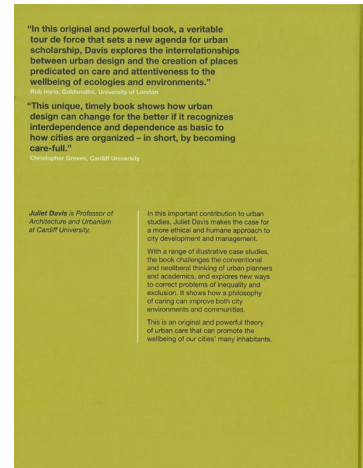 "In this original and powerful book, a veritable
tour de force that sets a new agenda for urban
scholarship, Davis explores the interrelationships
between urban design and the creation of places
predicated on care and attentiveness to the
wellbeing of ecologies and environments."
Rob Imrie, Goldsmiths, University of London
"This unique, timely book shows how urban
design can change for the better if it recognizes
interdependence and dependence as basic to
how cities are organized – in short, by becoming
care-full."
Christopher Groves, Cardiff University
Juliet Davis is Professor of
Architecture and Urbanism
at Cardiff University.
In this important contribution to urban
studies, Juliet Davis makes the case for
a more ethical and humane approach to
city development and management.
With a range of illustrative case studies,
the book challenges the conventional
and neoliberal thinking of urban planners
and academics, and explores new ways
to correct problems of inequality and
exclusion. It shows how a philosophy
of caring can improve both city
environments and communities.
This is an original and powerful theory
of urban care that can promote the
wellbeing of our cities' many inhabitants.